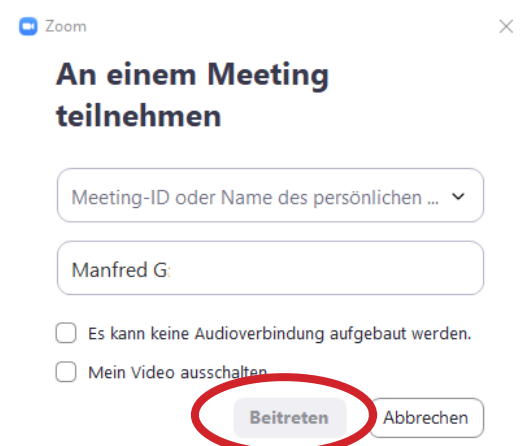 Zoom
An einem Meeting
teilnehmen
Meeting-ID oder Name des persönlichen ...
Manfred G
Es kann keine Audioverbindung aufgebaut werden.
Mein Video ausschalten
Beitreten Abbrechen